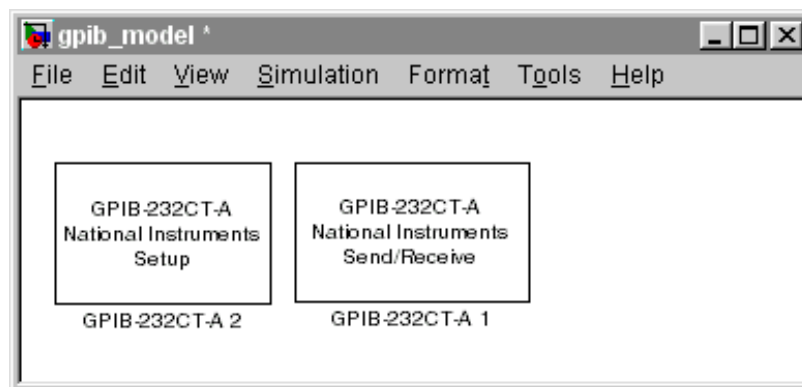 gpib_model *
File Edit View Simulation Format Tools Help
GPIB-232CT-A
National Instruments
Setup
GPIB-232CT-A 2
GPIB-232CT-A
National Instruments
Send/Receive
GPIB-232CT-A 1